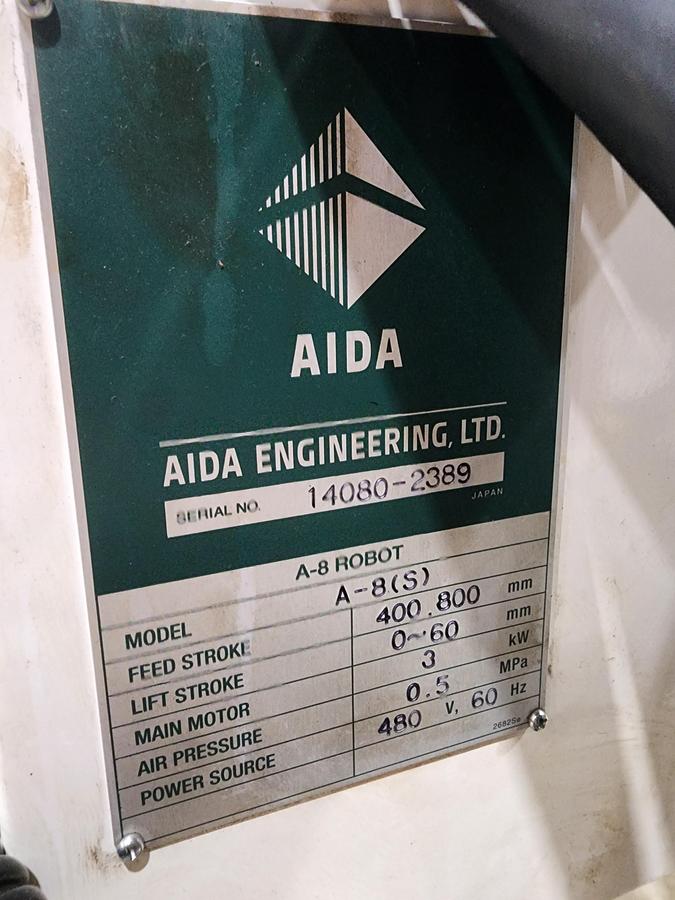 AIDA
AIDA ENGINEERING, LTD.
SERIAL NO. 14080-2389
JAPAN
A-8 ROBOT
MODEL A-8(S)
FEED STROKE 400.800 mm
LIFT STROKE 0~60 mm
MAIN MOTOR 3 kW
AIR PRESSURE 0.5 MPa
POWER SOURCE 480 V, 60 Hz